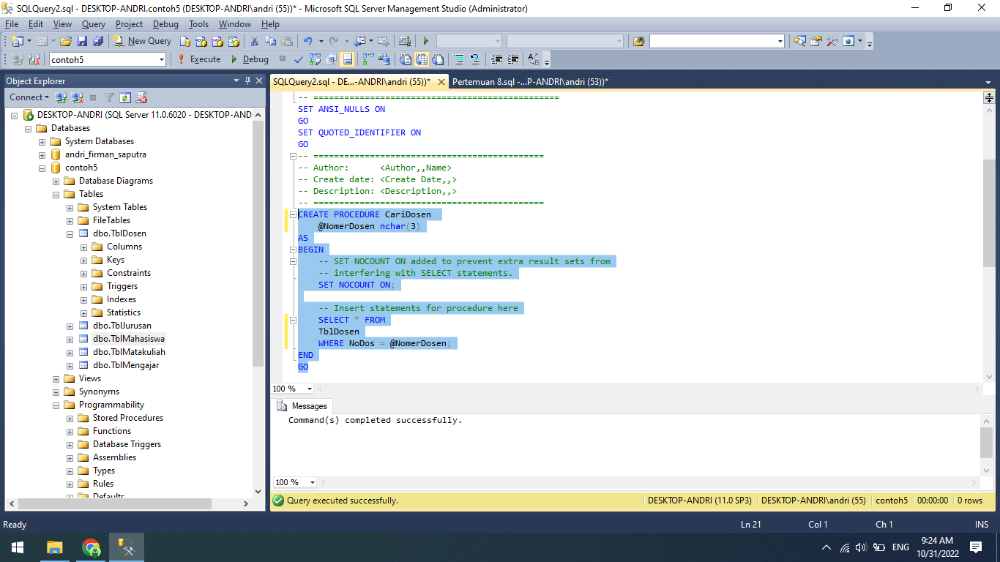 SQLQuery2.sql - DESKTOP-ANDRI.contoh5 (DESKTOP-ANDRI\andri (55))* - Microsoft SQL Server Management Studio (Administrator)
File Edit View Query Project Debug Tools Window Help
New Query
contoh5 Execute Debug
Object Explorer
Connect
DESKTOP-ANDRI (SQL Server 11.0.6020 - DESKTOP-AND
Databases
System Databases
andri_firman_saputra
contoh5
Database Diagrams
Tables
System Tables
FileTables
dbo.TblDosen
Columns
Keys
Constraints
Triggers
Indexes
Statistics
dbo.TblJurusan
dbo.TblMahasiswa
dbo.TblMatakuliah
dbo.TblMengajar
Views
Synonyms
Programmability
Stored Procedures
Functions
Database Triggers
Assemblies
Types
Rules
Defaults
SQLQuery2.sql - DE...-ANDRI\andri (55))* Pertemuan 8.sql -...P-ANDRI\andri (53))*
-- ================================================
SET ANSI_NULLS ON
GO
SET QUOTED_IDENTIFIER ON
GO
-- =============================================
-- Author: <Author,,Name>
-- Create date: <Create Date,,>
-- Description: <Description,,>
-- =============================================
CREATE PROCEDURE CariDosen
@NomerDosen nchar(3)
AS
BEGIN
-- SET NOCOUNT ON added to prevent extra result sets from
-- interfering with SELECT statements.
SET NOCOUNT ON;
-- Insert statements for procedure here
SELECT * FROM
TblDosen
WHERE NoDos = @NomerDosen;
END
GO
100 %
Messages
Command(s) completed successfully.
100 %
Query executed successfully. DESKTOP-ANDRI (11.0 SP3) DESKTOP-ANDRI\andri (55) contoh5 00:00:00 0 rows
Ready Ln 21 Col 1 Ch 1 INS
ENG 9:24 AM
10/31/2022